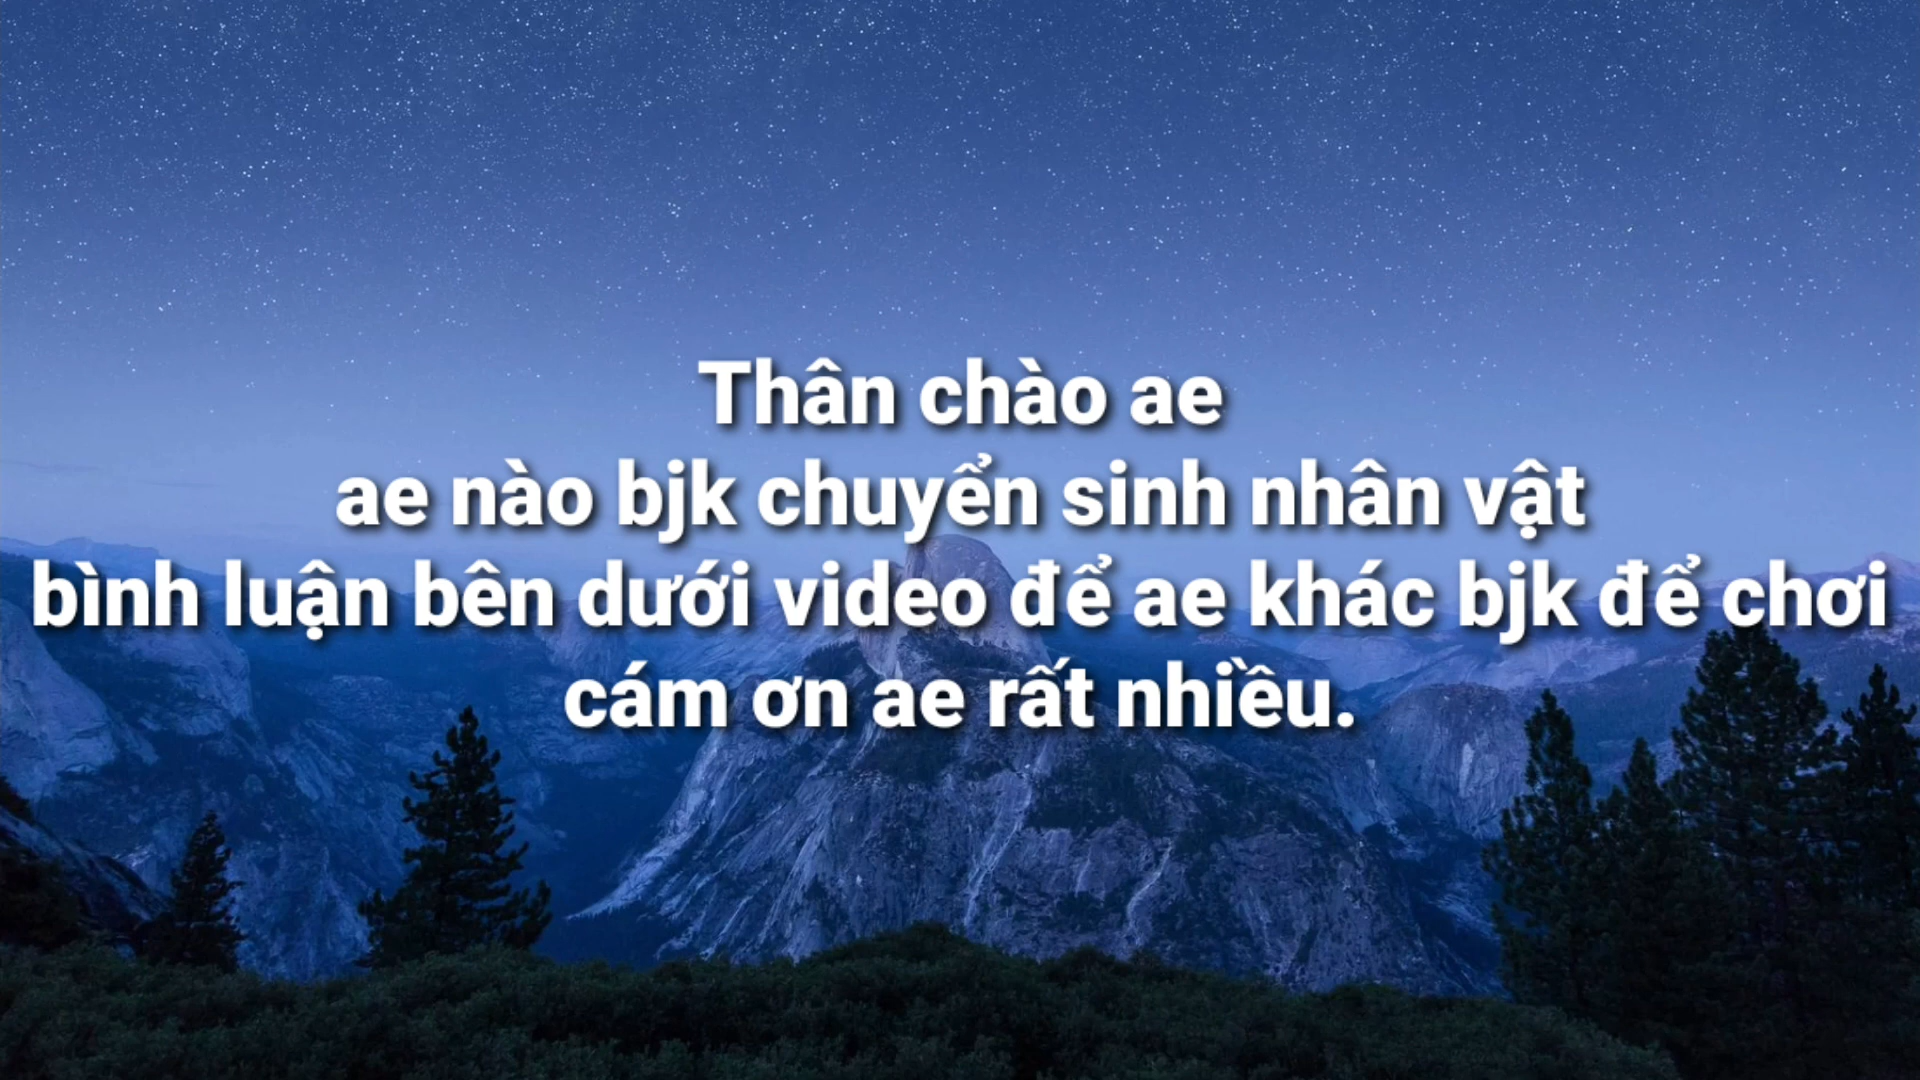 Thân chào ae
ae nào bjk chuyển sinh nhân vật
bình luận bên dưới video để ae khác bjk để chơi
cám ơn ae rất nhiều.